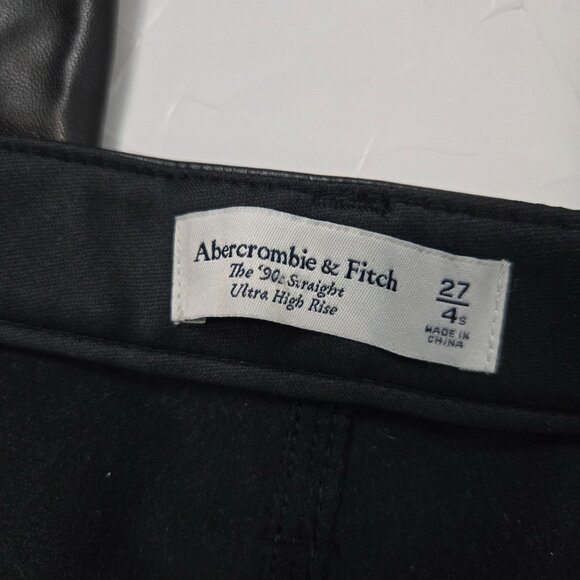 Abercrombie & Fitch
The '90s Straight
Ultra High Rise
27
4s
MADE IN
CHINA